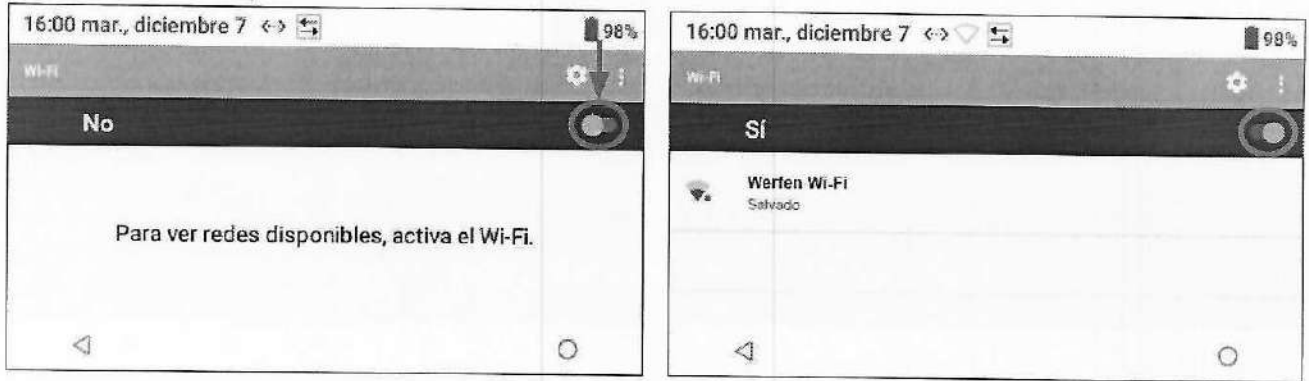 16:00 mar., diciembre 7
98%
Wi-Fi
No
Para ver redes disponibles, activa el Wi-Fi.
16:00 mar., diciembre 7
98%
Wi-Fi
Sí
Werfen Wi-Fi
Salvado